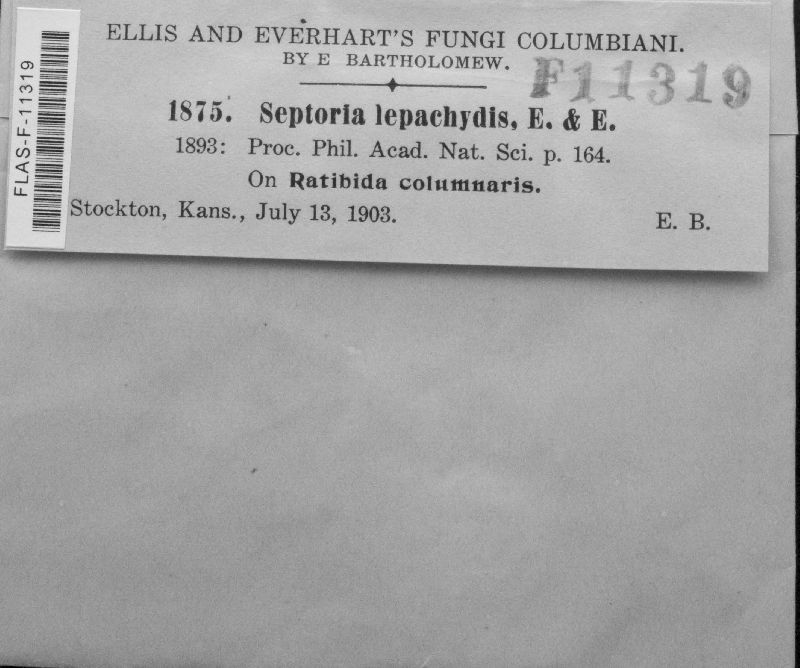 ELLIS AND EVERHART'S FUNGI COLUMBIANI.
BY E BARTHOLOMEW.
F11319
1875. Septoria lepachydis, E. & E.
1893: Proc. Phil. Acad. Nat. Sci. p. 164.
On Ratibida columnaris.
Stockton, Kans., July 13, 1903.
E. B.
FLAS-F-11319